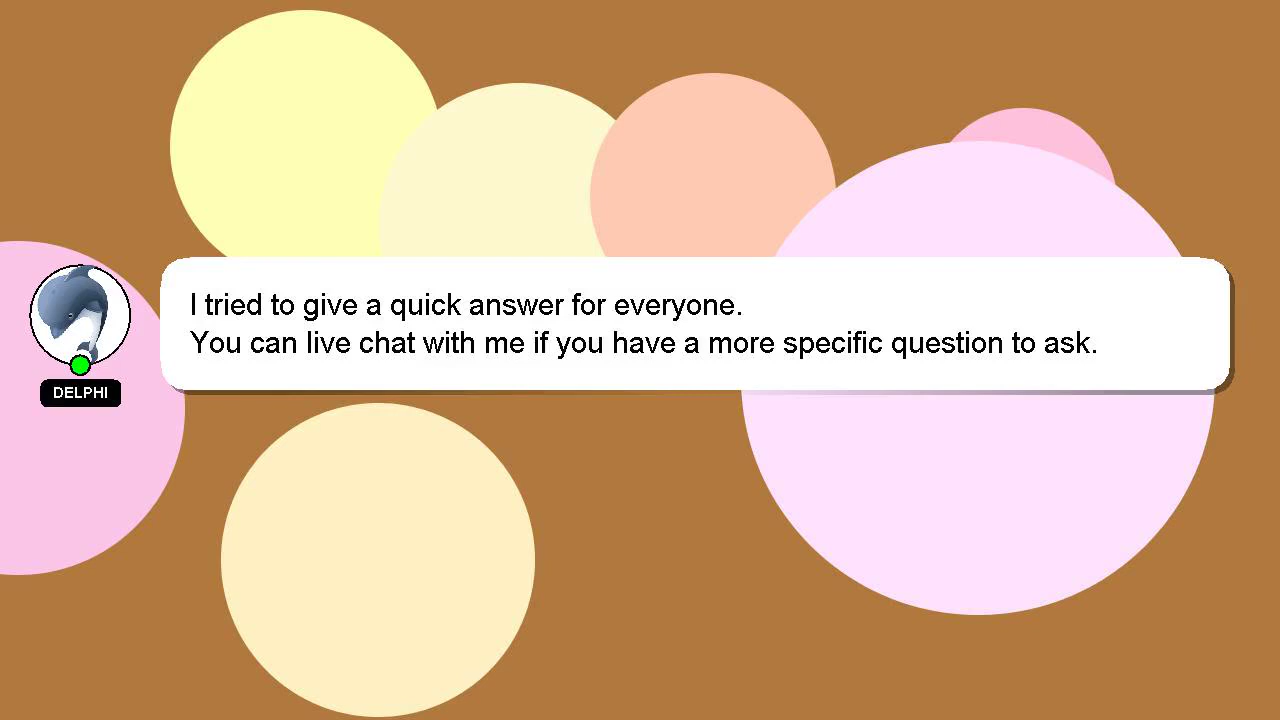 I tried to give a quick answer for everyone.
You can live chat with me if you have a more specific question to ask.
DELPHI